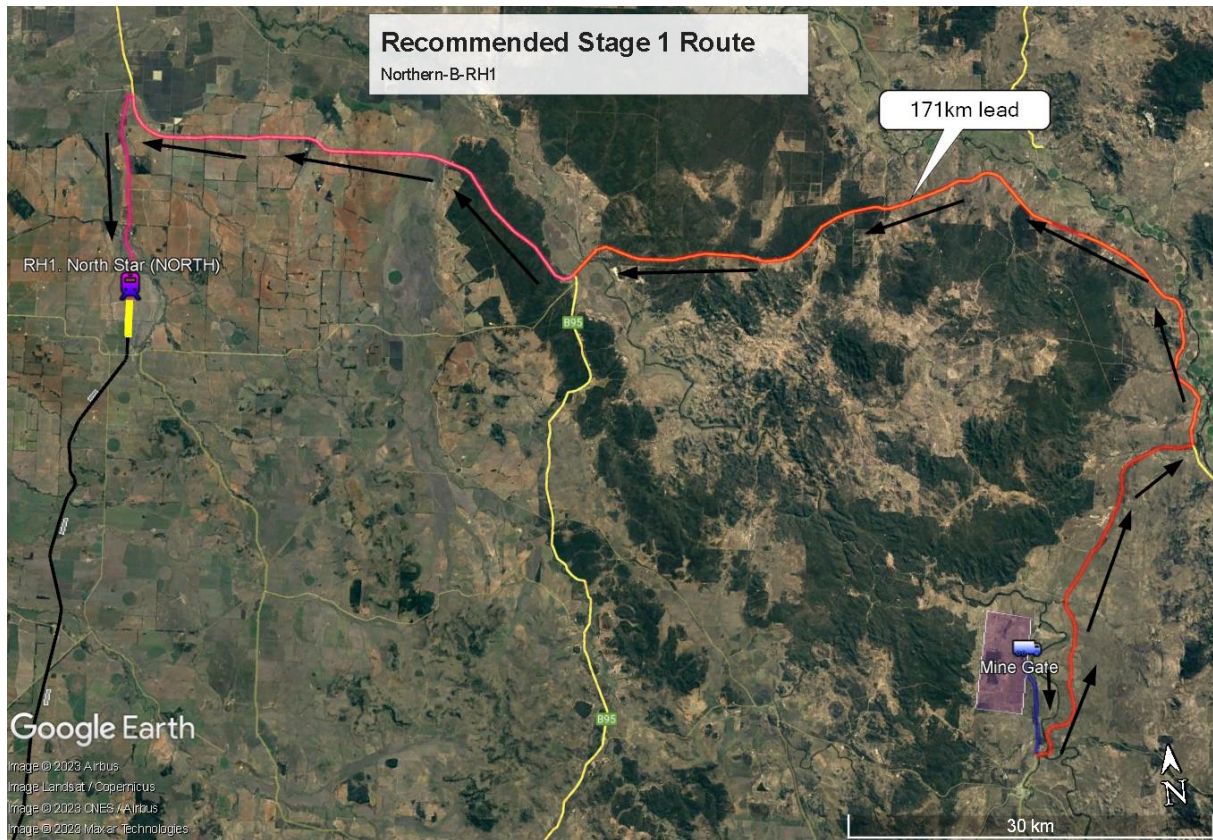 Recommended Stage 1 Route
Northern-B-RH1
171km lead
RH1, North Star (NORTH)
B95
Mine Gate
B95
Google Earth
Image © 2023 Airbus
Image Landsat / Copernicus
Image © 2023 CNES / Airbus
Image © 2023 Maxar Technologies
N
30 km